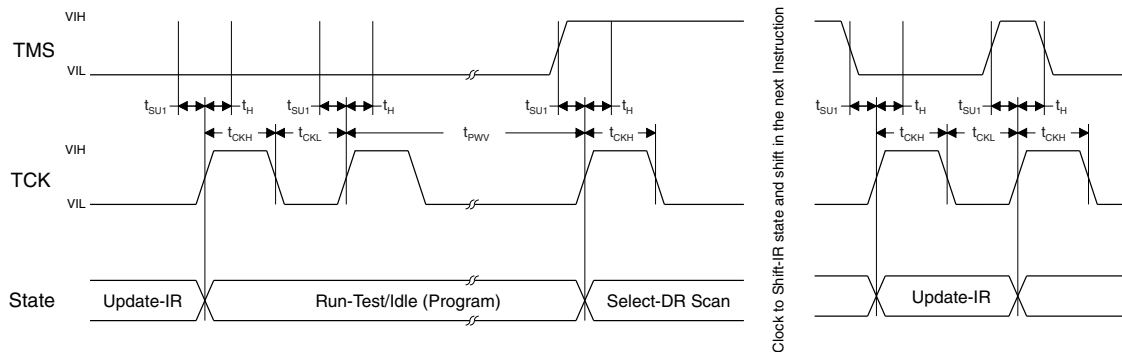 VIH
TMS
VIL
tSU1 tH tSU1 tH tSU1 tH tSU1 tH tSU1 tH
tCKH tCKL tPWV tCKH tCKH tCKL tCKH
VIH
TCK
VIL
State Update-IR Run-Test/Idle (Program) Select-DR Scan Update-IR
Clock to Shift-IR state and shift in the next Instruction